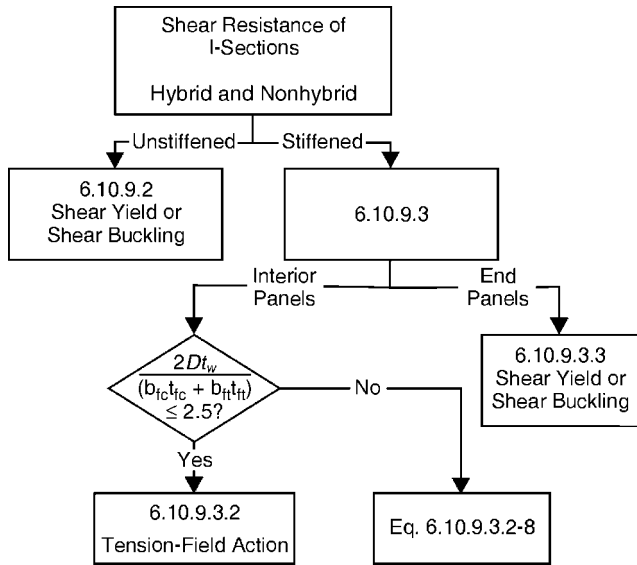 Shear Resistance of
I-Sections
Hybrid and Nonhybrid
Unstiffened
Stiffened
6.10.9.2
Shear Yield or
Shear Buckling
6.10.9.3
Interior
Panels
End
Panels
2Dt_w
(b_fc t_fc + b_ft t_ft)
≤ 2.5?
No
6.10.9.3.3
Shear Yield or
Shear Buckling
Yes
6.10.9.3.2
Tension-Field Action
Eq. 6.10.9.3.2-8